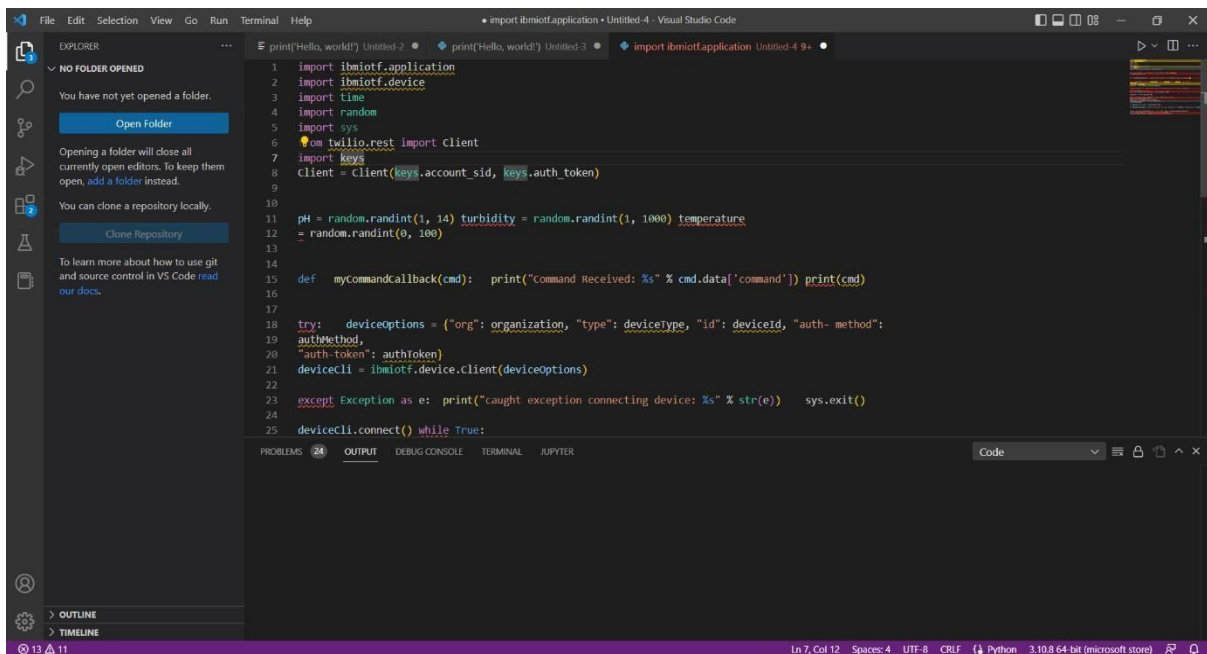 File Edit Selection View Go Run Terminal Help
● import ibmiotf.application • Untitled-4 - Visual Studio Code
EXPLORER
NO FOLDER OPENED
You have not yet opened a folder.
Open Folder
Opening a folder will close all
currently open editors. To keep them
open, add a folder instead.
You can clone a repository locally.
Clone Repository
To learn more about how to use git
and source control in VS Code read
our docs.
OUTLINE
TIMELINE
print('Hello, world!') Untitled-2 ●
print('Hello, world!') Untitled-3 ●
import ibmiotf.application Untitled-4 9+ ●
1 import ibmiotf.application
2 import ibmiotf.device
3 import time
4 import random
5 import sys
6 om twilio.rest import Client
7 import keys
8 Client = Client(keys.account_sid, keys.auth_token)
9
10
11 pH = random.randint(1, 14) turbidity = random.randint(1, 1000) temperature
12 = random.randint(0, 100)
13
14
15 def myCommandCallback(cmd): print("Command Received: %s" % cmd.data['command']) print(cmd)
16
17
18 try: deviceOptions = {"org": organization, "type": deviceType, "id": deviceId, "auth- method":
19 authMethod,
20 "auth-token": authToken}
21 deviceCli = ibmiotf.device.Client(deviceOptions)
22
23 except Exception as e: print("caught exception connecting device: %s" % str(e)) sys.exit()
24
25 deviceCli.connect() while True:
PROBLEMS 24 OUTPUT DEBUG CONSOLE TERMINAL JUPYTER
Code
3
2
13 11
Ln 7, Col 12 Spaces: 4 UTF-8 CRLF Python 3.10.8 64-bit (microsoft store)